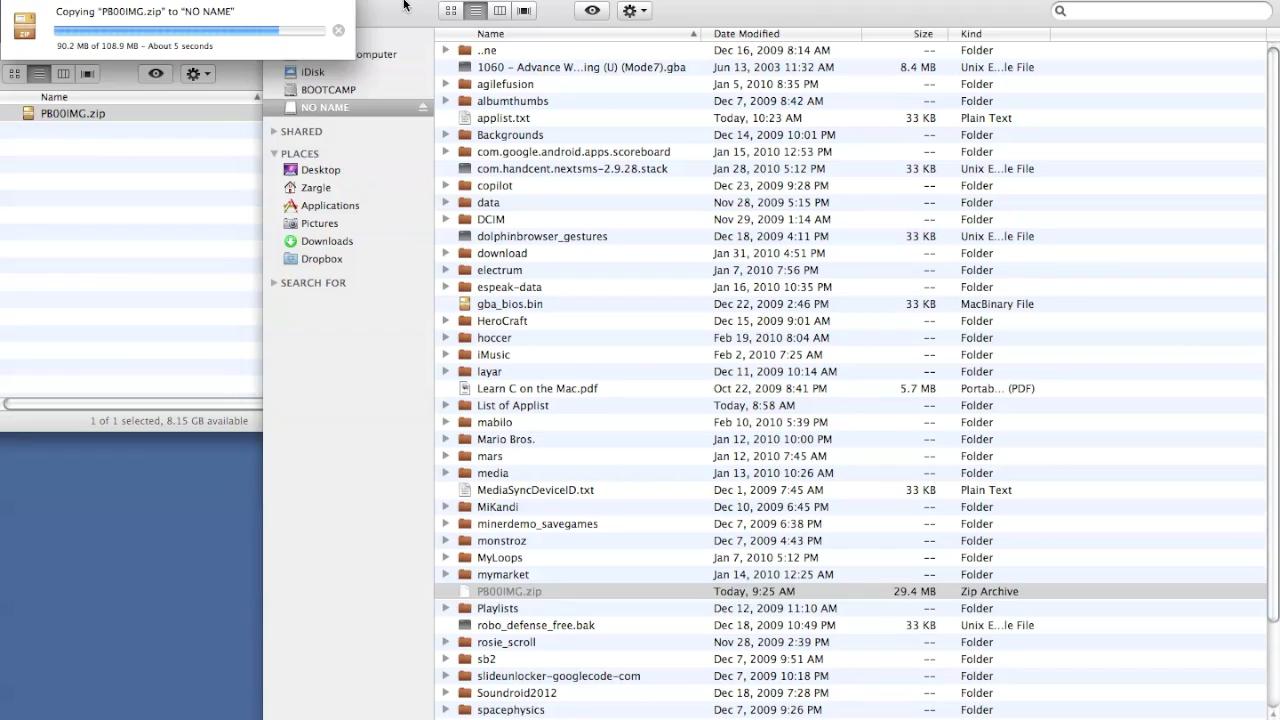 Copying "PB00IMG.zip" to "NO NAME"
90.2 MB of 108.9 MB - About 5 seconds
ZIP
Name
PB00IMG.zip
1 of 1 selected, 8.15 GB available
omputer
iDisk
BOOTCAMP
NO NAME
SHARED
PLACES
Desktop
Zargle
Applications
Pictures
Downloads
Dropbox
SEARCH FOR
Name Date Modified Size Kind
..ne Dec 16, 2009 8:14 AM -- Folder
1060 - Advance W...ing (U) (Mode7).gba Jun 13, 2003 11:32 AM 8.4 MB Unix E...le File
agilefusion Jan 5, 2010 8:35 PM -- Folder
albumthumbs Dec 7, 2009 8:42 AM -- Folder
applist.txt Today, 10:23 AM 33 KB Plain Text
Backgrounds Dec 14, 2009 10:01 PM -- Folder
com.google.android.apps.scoreboard Jan 15, 2010 12:53 PM -- Folder
com.handcent.nextsms-2.9.28.stack Jan 28, 2010 5:12 PM 33 KB Unix E...le File
copilot Dec 23, 2009 9:28 PM -- Folder
data Nov 28, 2009 5:15 PM -- Folder
DCIM Nov 29, 2009 1:14 AM -- Folder
dolphinbrowser_gestures Dec 18, 2009 4:11 PM 33 KB Unix E...le File
download Jan 31, 2010 4:51 PM -- Folder
electrum Jan 7, 2010 7:56 PM -- Folder
espeak-data Jan 4, 2010 10:35 PM -- Folder
gba_bios.bin Dec 22, 2009 2:46 PM 33 KB MacBinary File
HeroCraft Dec 15, 2009 9:01 AM -- Folder
hoccer Feb 19, 2010 8:04 AM -- Folder
iMusic Feb 2, 2010 7:25 AM -- Folder
layar Dec 11, 2009 10:14 AM -- Folder
Learn C on the Mac.pdf Oct 22, 2009 8:41 PM .7 MB Portab... (PDF)
List of Applist Today, 8:58 AM -- Folder
mabilo Feb 10, 2010 5:39 PM -- Folder
Mario Bros. Jan 12, 2010 10:00 PM -- Folder
mars Jan 12, 2010 7:45 AM -- Folder
media Jan 13, 2010 10:26 AM -- Folder
MediaSyncDeviceID.txt Dec 1, 2009 7:43 AM 33 KB Plain Text
MiKandi Dec 10, 2009 6:45 PM -- Folder
minerdemo_savegames Dec 7, 2009 6:38 PM -- Folder
monstroz Dec 7, 2009 4:43 PM -- Folder
MyLoops Jan 7, 2010 5:12 PM -- Folder
mymarket Jan 14, 2010 12:25 AM -- Folder
PB00IMG.zip Today, 9:25 AM 29.4 MB Zip Archive
Playlists Dec 12, 2009 11:10 AM -- Folder
robo_defense_free.bak Dec 18, 2009 10:49 PM 33 KB Unix E...le File
rosie_scroll Nov 28, 2009 2:39 PM -- Folder
sb2 Dec 7, 2009 9:51 AM -- Folder
slideunlocker-googlecode- Dec 7, 2009 10:18 PM -- Folder
Soundroid2012 Dec 18, 2009 7:28 PM -- Folder
spacephysics Dec 7, 2009 10:01 PM -- Folder